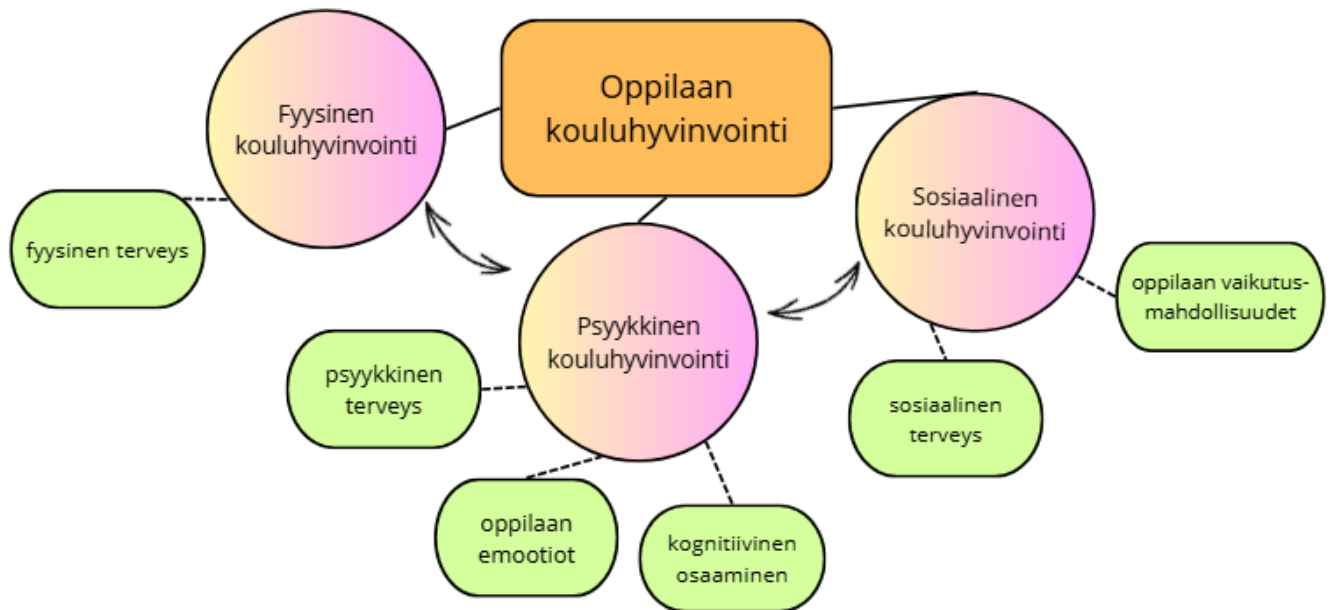 Oppilaan
kouluhyvinvointi
Fyysinen
kouluhyvinvointi
fyysinen terveys
Psyykkinen
kouluhyvinvointi
psyykkinen
terveys
oppilaan
emootiot
kognitiivinen
osaaminen
Sosiaalinen
kouluhyvinvointi
sosiaalinen
terveys
oppilaan vaikutus-
mahdollisuudet